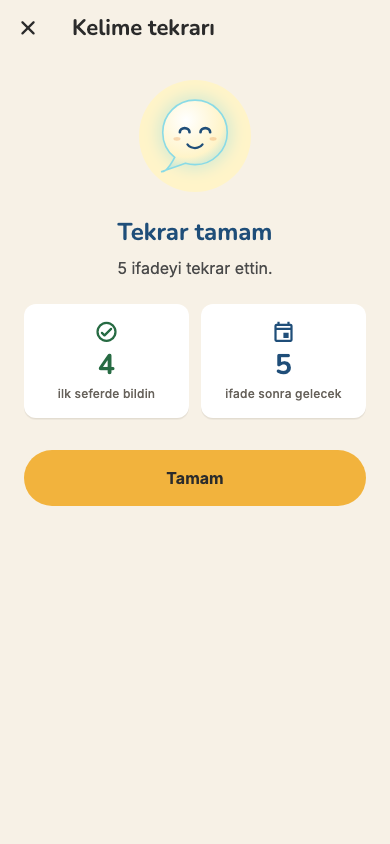 Kelime tekrarı
Tekrar tamam
5 ifadeyi tekrar ettin.
4
ilk seferde bildin
5
ifade sonra gelecek
Tamam